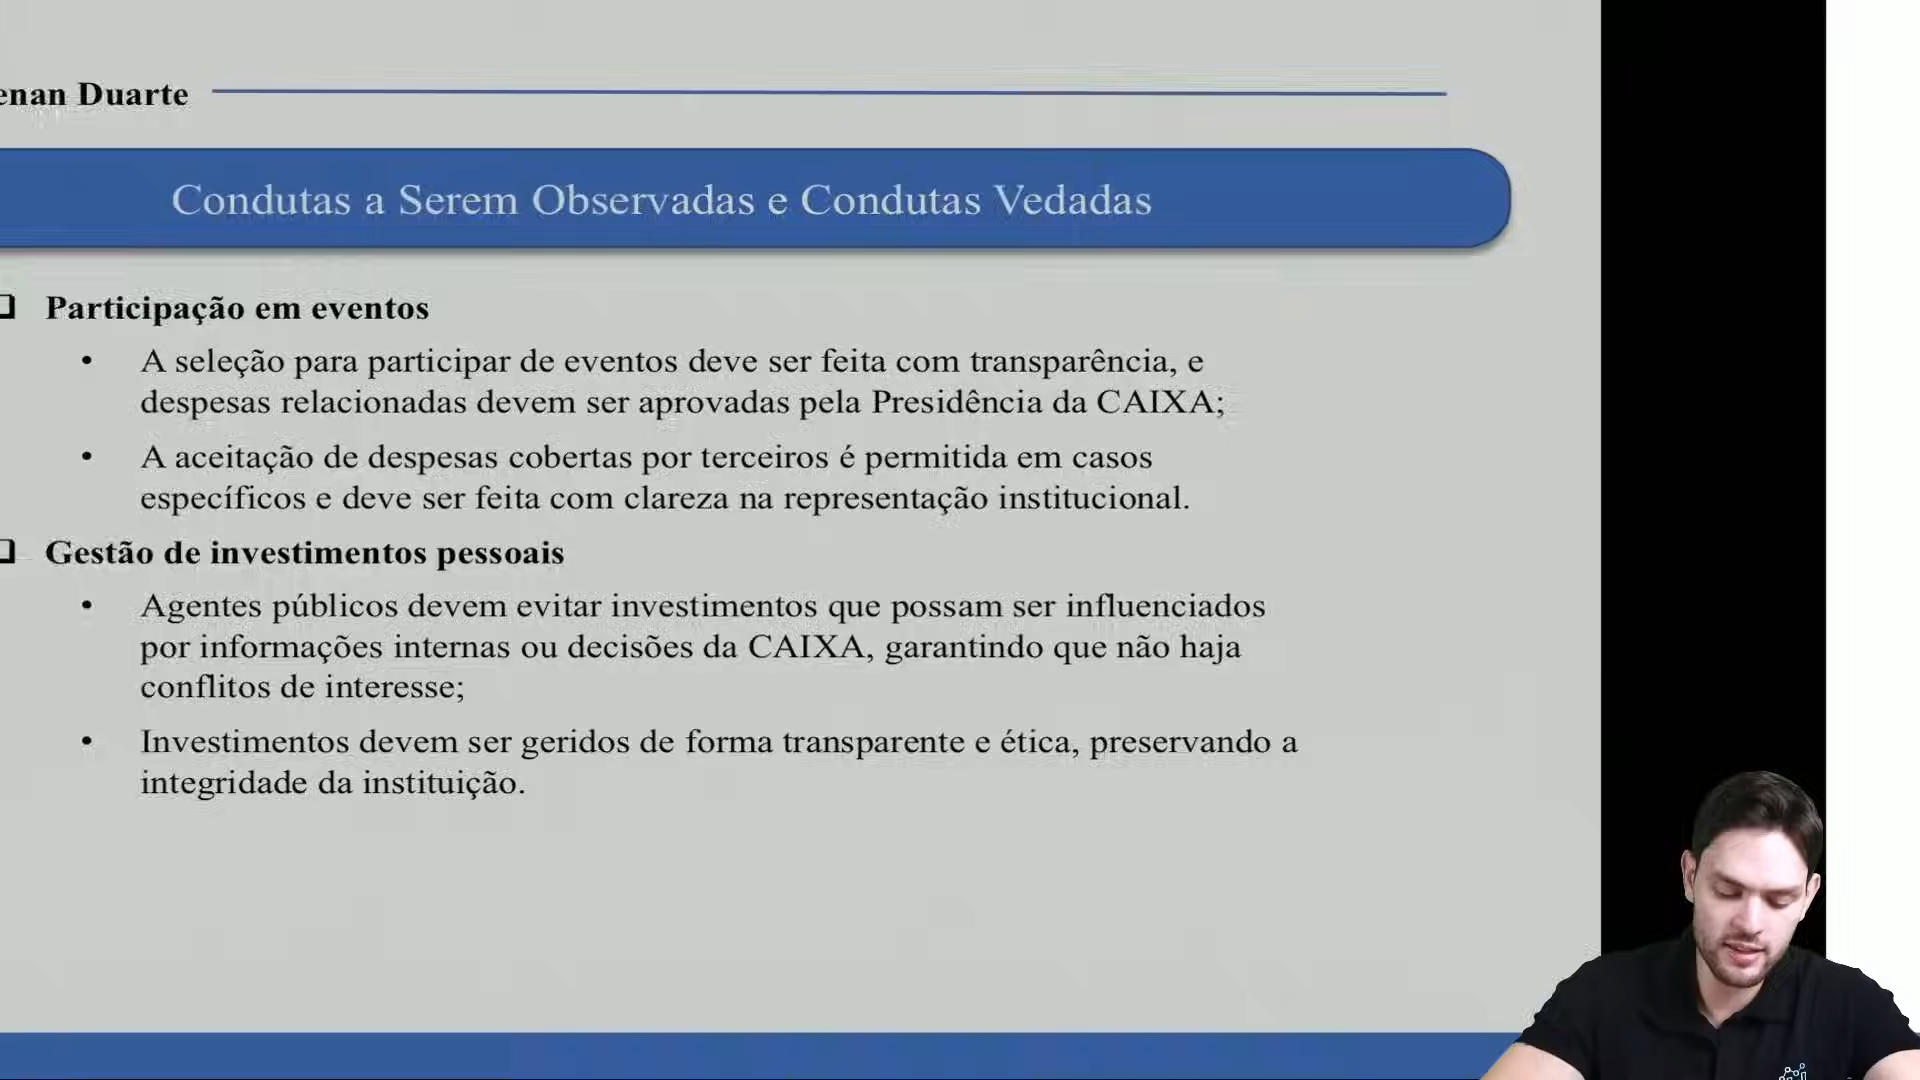 enan Duarte
Condutas a Serem Observadas e Condutas Vedadas
Participação em eventos
• A seleção para participar de eventos deve ser feita com transparência, e
despesas relacionadas devem ser aprovadas pela Presidência da CAIXA;
• A aceitação de despesas cobertas por terceiros é permitida em casos
específicos e deve ser feita com clareza na representação institucional.
Gestão de investimentos pessoais
• Agentes públicos devem evitar investimentos que possam ser influenciados
por informações internas ou decisões da CAIXA, garantindo que não haja
conflitos de interesse;
• Investimentos devem ser geridos de forma transparente e ética, preservando a
integridade da instituição.